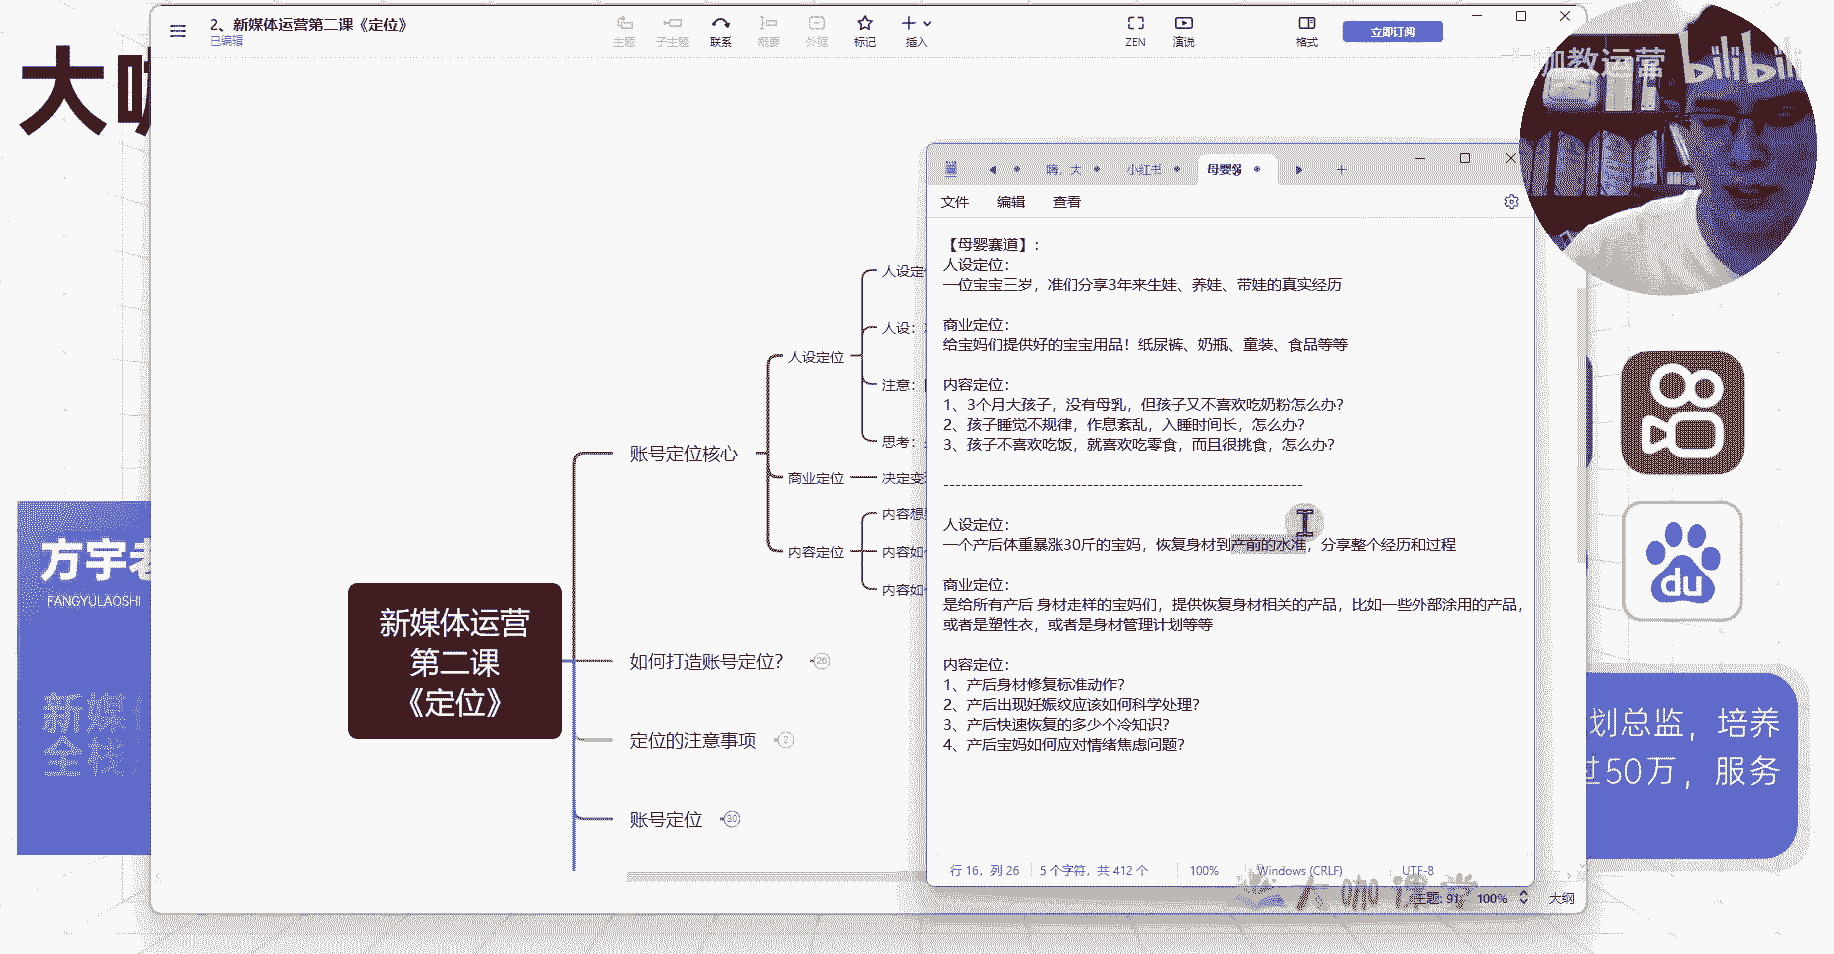 2、新媒体运营第二课《定位》
已编辑
主题
子主题
联系
概要
外框
标记
插入
ZEN
演说
格式
立即订阅
咖教运营
bilibili
大
嗨，大
小红书
文件
编辑
查看
【母婴赛道】：
人设定位：
一位宝宝三岁，准们分享3年来生娃、养娃、带娃的真实经历
商业定位：
给宝妈们提供好的宝宝用品！纸尿裤、奶瓶、童装、食品等等
内容定位：
1、3个月大孩子，没有母乳，但孩子又不喜欢吃奶粉怎么办？
2、孩子睡觉不规律，作息紊乱，入睡时间长，怎么办？
3、孩子不喜欢吃饭，就喜欢吃零食，而且很挑食，怎么办？
------------------------------------------------------------
人设定位：
一个产后体重暴涨30斤的宝妈，恢复身材到产前的水准，分享整个经历和过程
商业定位：
是给所有产后 身材走样的宝妈们，提供恢复身材相关的产品，比如一些外部涂用的产品，
或者是塑性衣，或者是身材管理计划等等
内容定位：
1、产后身材修复标准动作？
2、产后出现妊娠纹应该如何科学处理？
3、产后快速恢复的多少个冷知识？
4、产后宝妈如何应对情绪焦虑问题？
行 16，列 26
5 个字符，共 412 个
100%
Windows (CRLF)
UTF-8
新媒体运营
第二课
《定位》
账号定位核心
人设定位
人设定
人设：
注意：
思考：
商业定位
决定变
内容定位
内容想
内容如
内容如
如何打造账号定位？
26
定位的注意事项
2
账号定位
30
方宇老
FANGYULAOSHI
新媒体
全栈
划总监，培养
过50万，服务
du
大咖课堂
主题: 91
100%
大纲